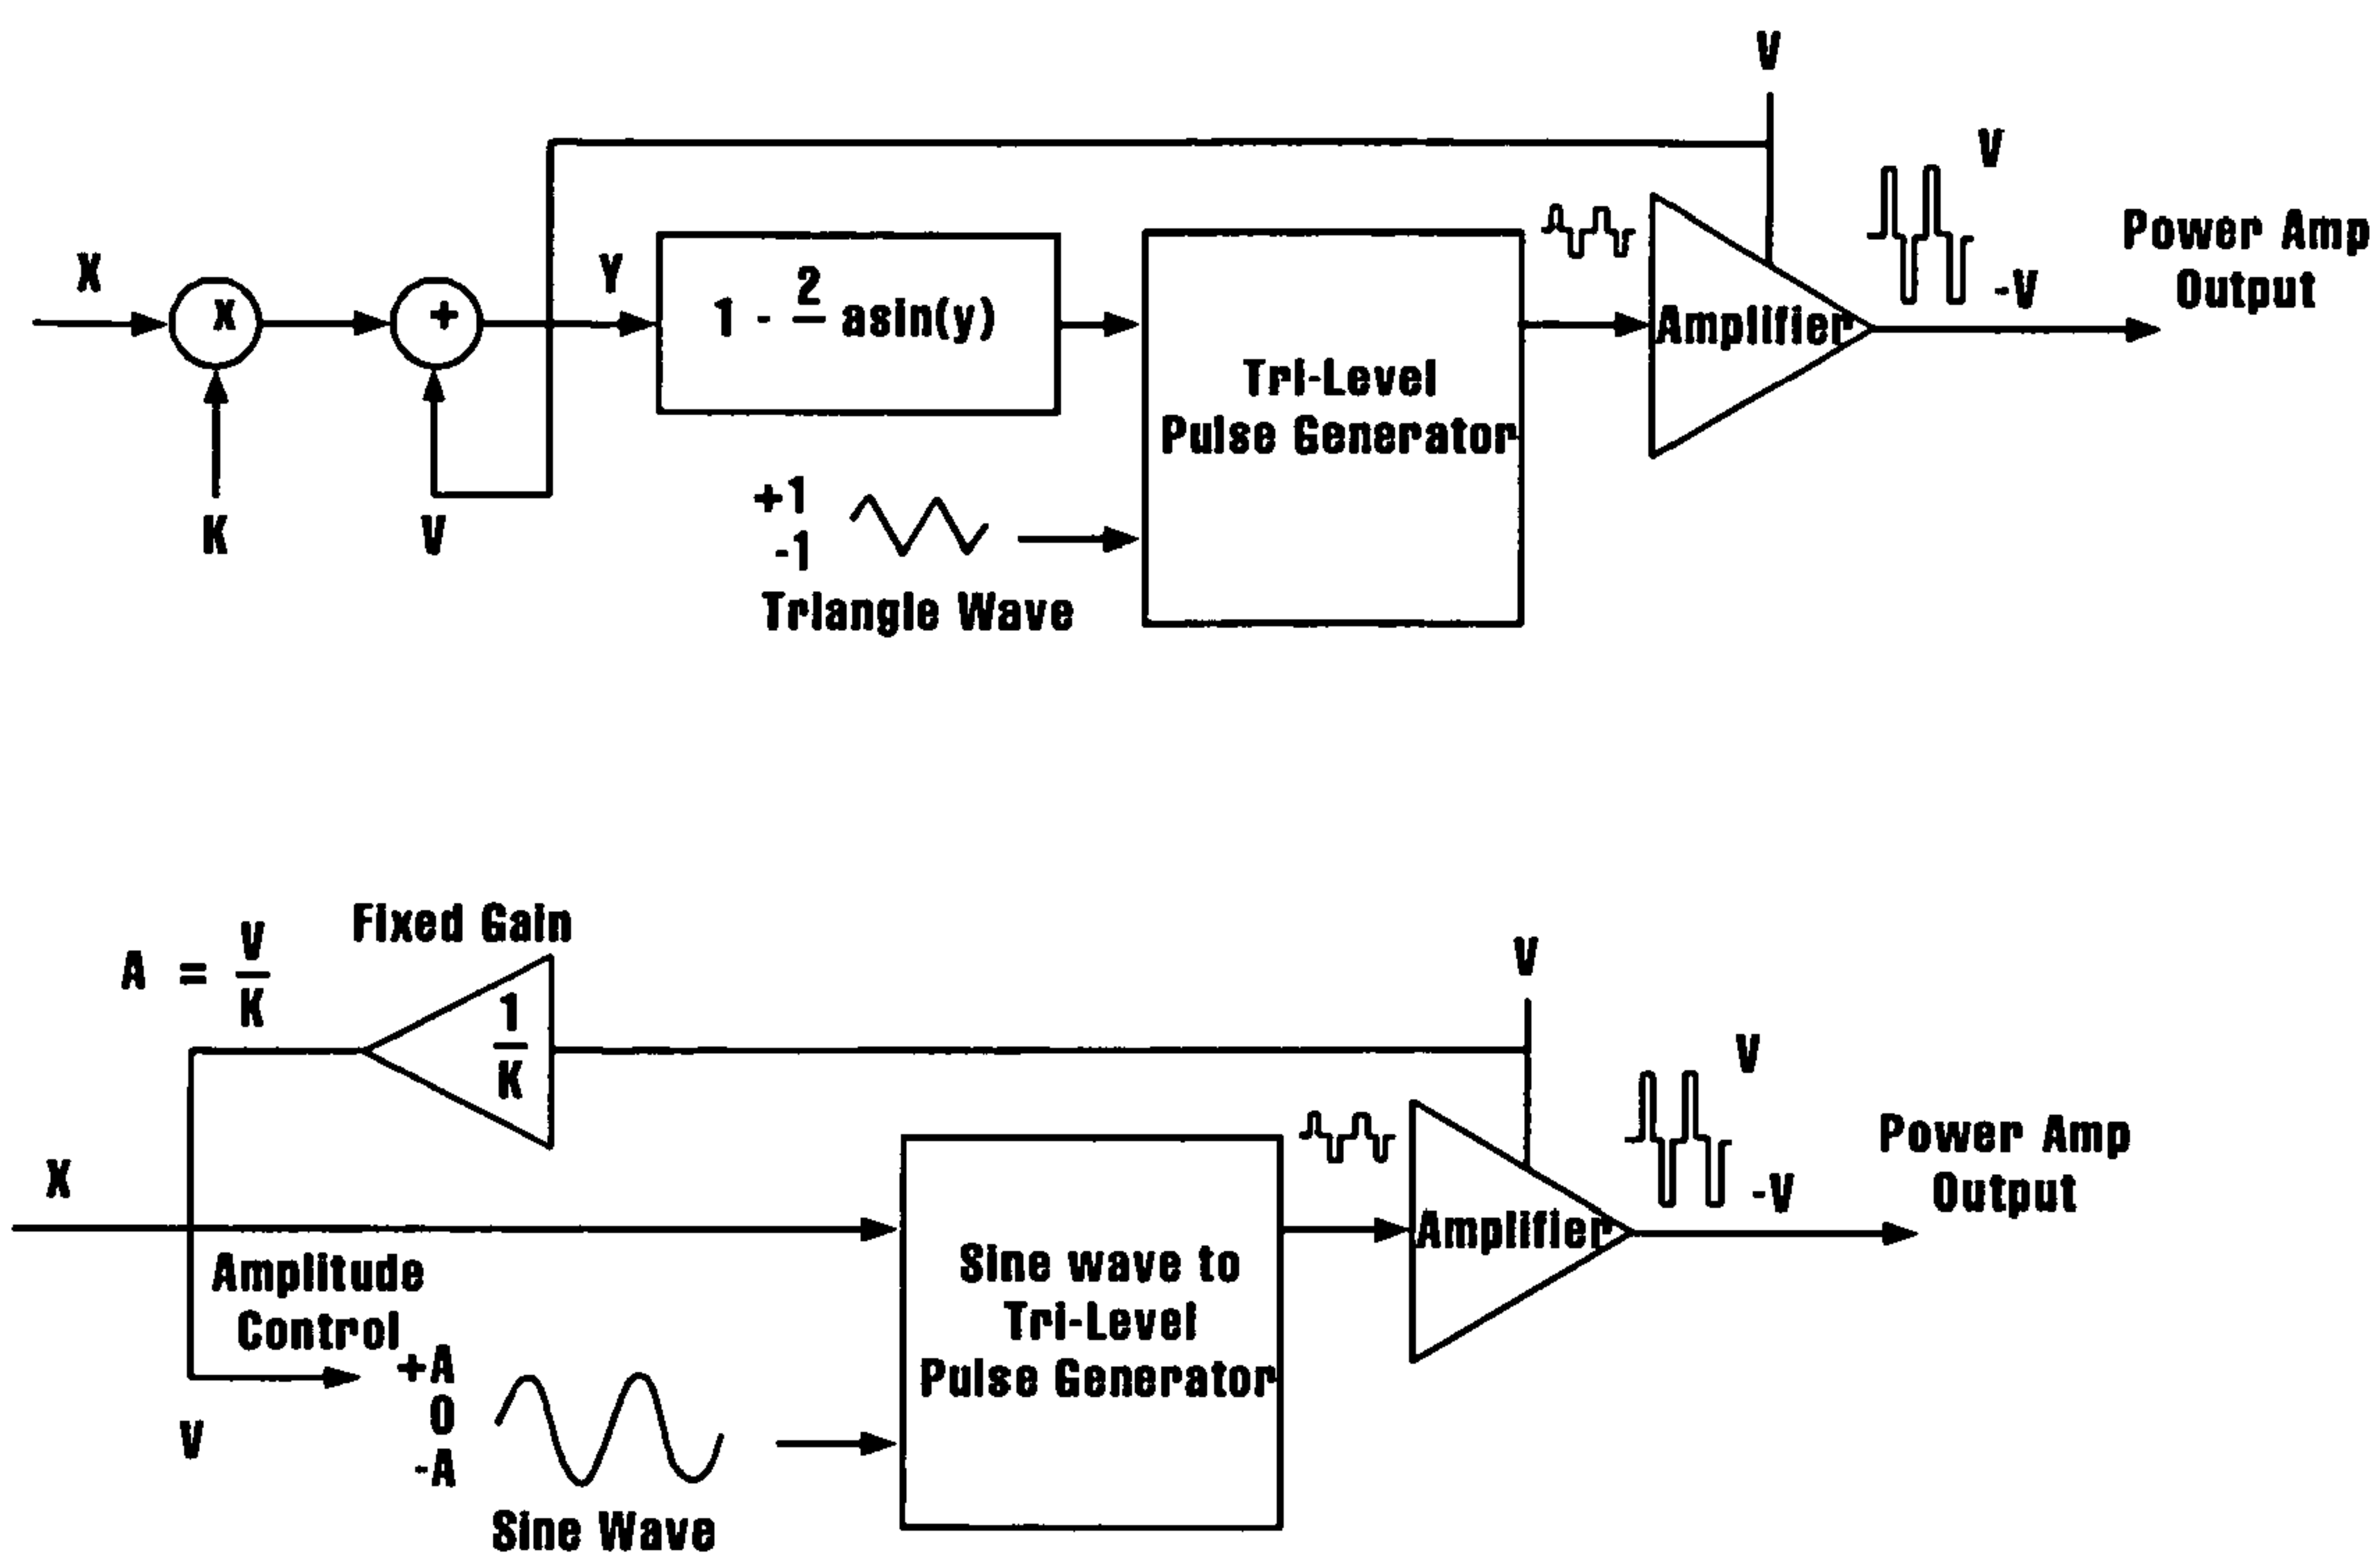 V
V
-V
Power Amp
Output
X
x
K
+
V
Y
1 - 2 asin(y)
Tri-Level
Pulse Generator
Amplifier
+1
-1
Triangle Wave
Fixed Gain
A = V
K
1
K
V
V
-V
Power Amp
Output
X
Amplitude
Control
V
+A
0
-A
Sine Wave
Sine wave to
Tri-Level
Pulse Generator
Amplifier